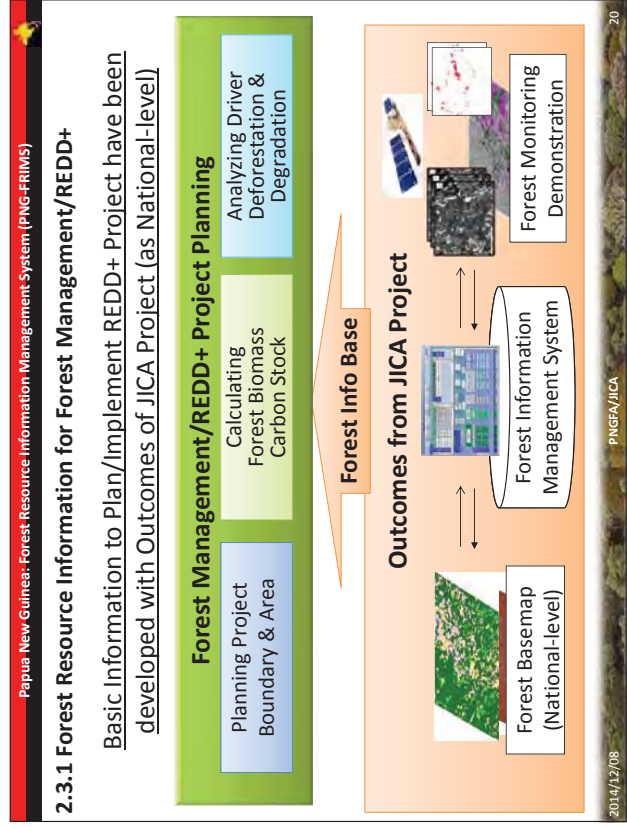 Papua New Guinea: Forest Resource Information Management System (PNG-FRIMS)
2.3.1 Forest Resource Information for Forest Management/REDD+
Basic Information to Plan/Implement REDD+ Project have been
developed with Outcomes of JICA Project (as National-level)
Forest Management/REDD+ Project Planning
Planning Project
Boundary & Area
Calculating
Forest Biomass
Carbon Stock
Analyzing Driver
Deforestation &
Degradation
Forest Info Base
Outcomes from JICA Project
Forest Basemap
(National-level)
Forest Information
Management System
Forest Monitoring
Demonstration
2014/12/08
PNGFA/JICA
20